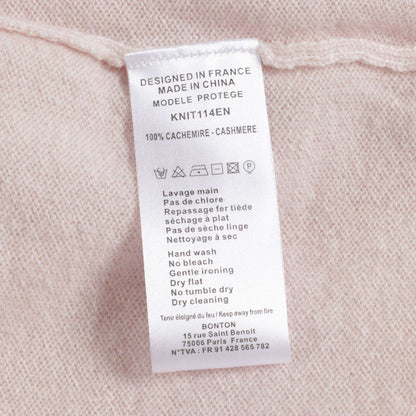 DESIGNED IN FRANCE
MADE IN CHINA
MODELE PROTEGE
KNIT114EN
100% CACHEMIRE - CASHMERE
P
Lavage main
Pas de chlore
Repassage fer tiède
séchage à plat
Pas de sèche linge
Nettoyage à sec
Hand wash
No bleach
Gentle ironing
Dry flat
No tumble dry
Dry cleaning
Tenir éloigné du feu / Keep away from fire
BONTON
15 rue Saint Benoit
75006 Paris France
N°TVA : FR 91 428 565 782